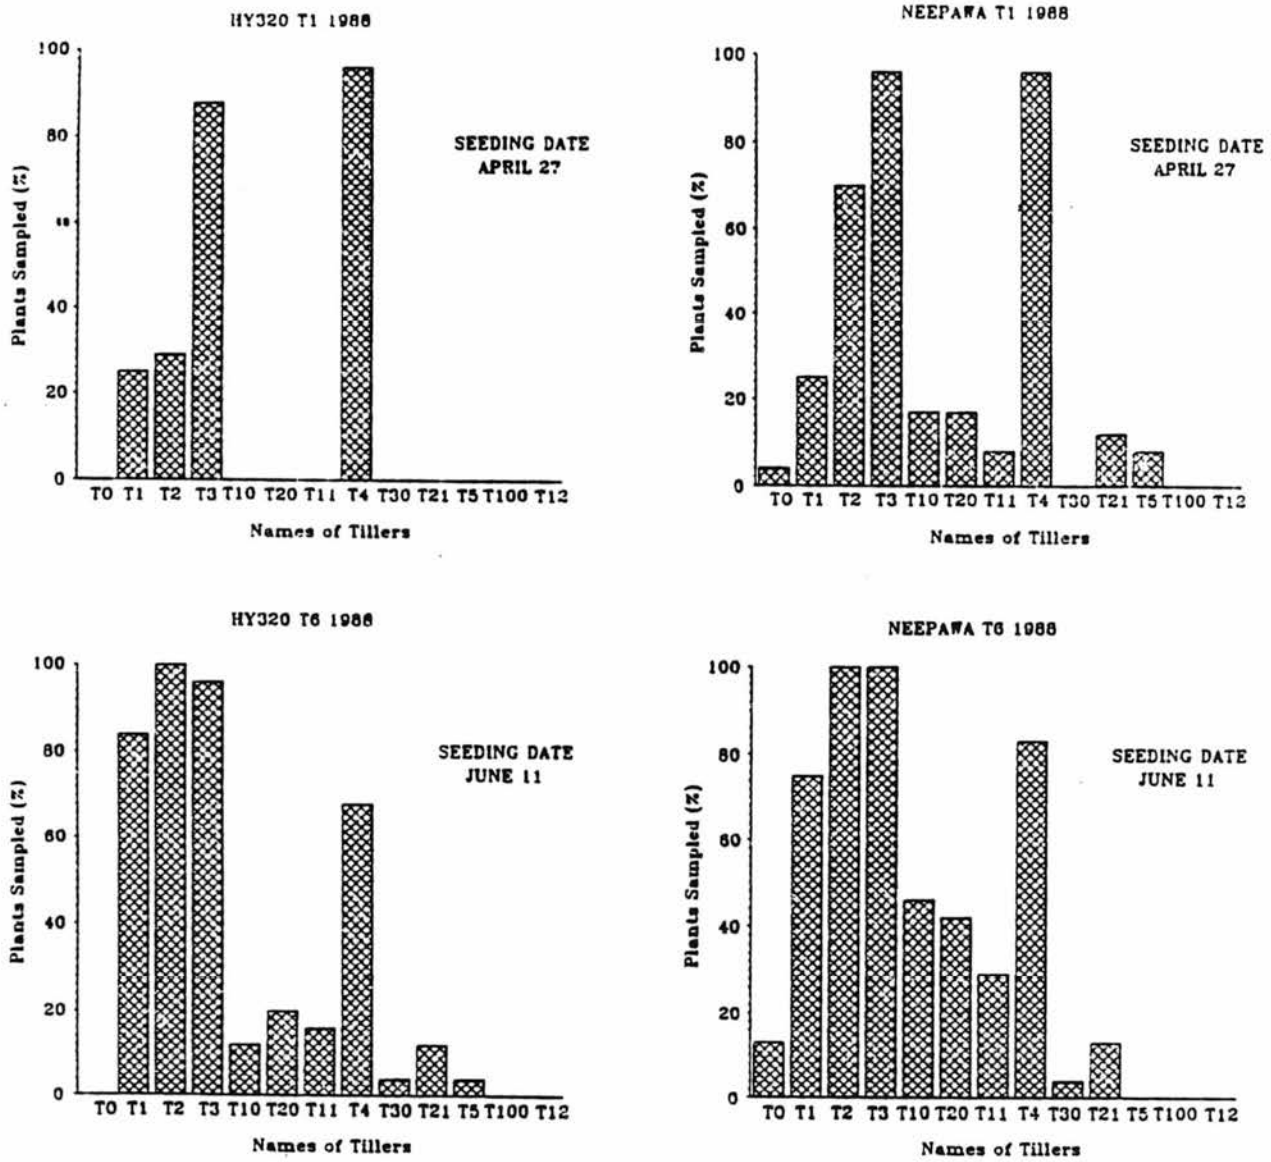 HY320 T1 1988
100
80
60
40
20
0
Plants Sampled (%)
SEEDING DATE
APRIL 27
T0 T1 T2 T3 T10 T20 T11 T4 T30 T21 T5 T100 T12
Names of Tillers
NEEPAWA T1 1988
100
80
60
40
20
0
Plants Sampled (%)
SEEDING DATE
APRIL 27
T0 T1 T2 T3 T10 T20 T11 T4 T30 T21 T5 T100 T12
Names of Tillers
HY320 T6 1988
100
80
60
40
20
0
Plants Sampled (%)
SEEDING DATE
JUNE 11
T0 T1 T2 T3 T10 T20 T11 T4 T30 T21 T5 T100 T12
Names of Tillers
NEEPAWA T6 1988
100
80
60
40
20
0
Plants Sampled (%)
SEEDING DATE
JUNE 11
T0 T1 T2 T3 T10 T20 T11 T4 T30 T21 T5 T100 T12
Names of Tillers